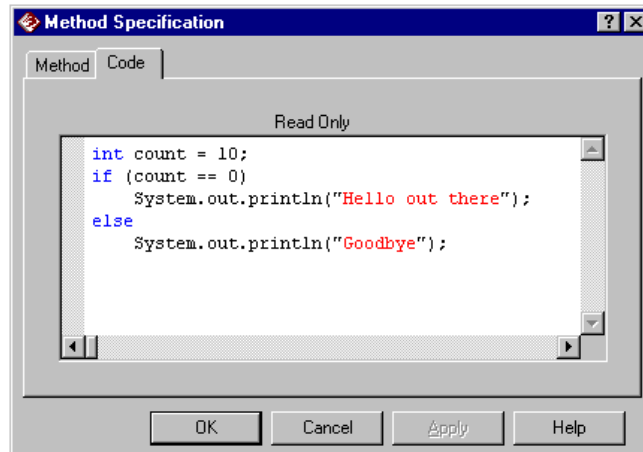 Method Specification
Method Code
Read Only
int count = 10;
if (count == 0)
    System.out.println("Hello out there");
else
    System.out.println("Goodbye");
OK Cancel Apply Help